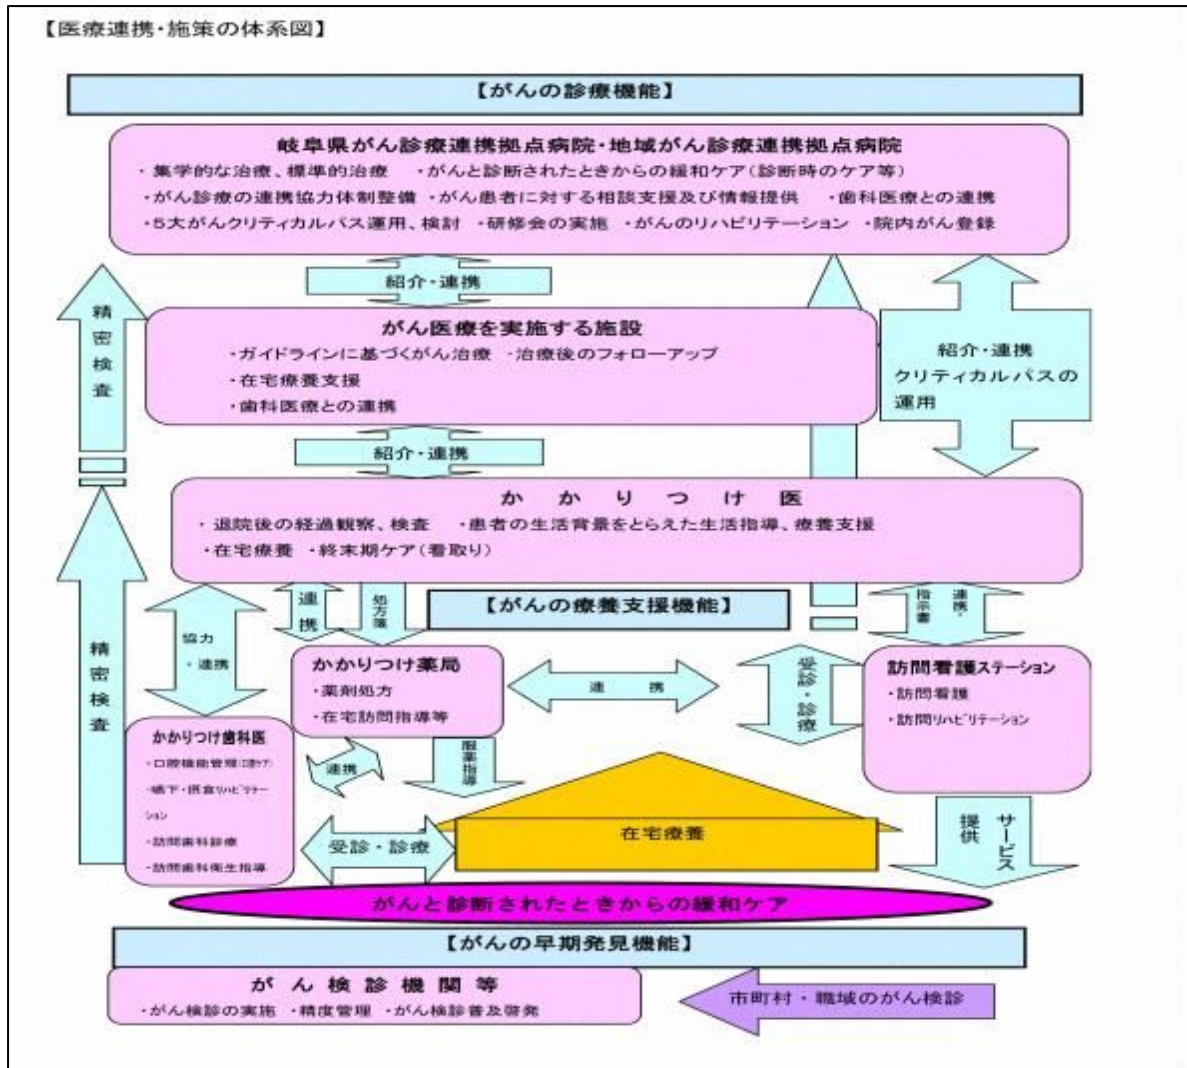 【医療連携・施策の体系図】
【がんの診療機能】
岐阜県がん診療連携拠点病院・地域がん診療連携拠点病院
・集学的な治療、標準的治療 ・がんと診断されたときからの緩和ケア（診断時のケア等）
・がん診療の連携協力体制整備 ・がん患者に対する相談支援及び情報提供 ・歯科医療との連携
・5大がんクリティカルパス運用、検討 ・研修会の実施 ・がんのリハビリテーション ・院内がん登録
紹介・連携
精密検査
がん医療を実施する施設
・ガイドラインに基づくがん治療 ・治療後のフォローアップ
・在宅療養支援
・歯科医療との連携
紹介・連携
クリティカルパスの
運用
紹介・連携
かかりつけ医
・退院後の経過観察、検査 ・患者の生活背景をとらえた生活指導、療養支援
・在宅療養 ・終末期ケア（看取り）
連携
処方箋
【がんの療養支援機能】
連携・
指示書
協力
・連携
精密検査
かかりつけ薬局
・薬剤処方
・在宅訪問指導等
連携
受診・診療
訪問看護ステーション
・訪問看護
・訪問リハビリテーション
かかりつけ歯科医
・口腔機能管理（口腔ケア）
・嚥下・摂食リハビリテー
ション
・訪問歯科診療
・訪問歯科衛生指導
連携
服薬指導
受診・診療
在宅療養
サービス
提供
がんと診断されたときからの緩和ケア
【がんの早期発見機能】
がん検診機関等
・がん検診の実施 ・精度管理 ・がん検診普及啓発
市町村・職域のがん検診